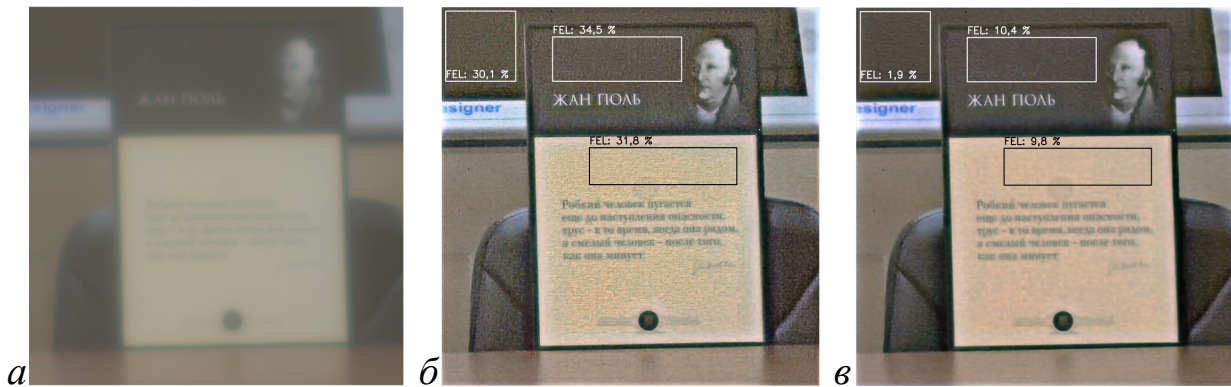 ЖАН ПОЛЬ
а
FEL: 30,1 %
FEL: 34,5 %
esigner
ЖАН ПОЛЬ
FEL: 31,8 %
Робкий человек пугается
еще до наступления опасности,
трус – в то время, когда она рядом,
а смелый человек – после того,
как она минует.
б
FEL: 1,9 %
FEL: 10,4 %
signer
ЖАН ПОЛЬ
FEL: 9,8 %
Робкий человек пугается
еще до наступления опасности,
трус – в то время, когда она рядом,
а смелый человек – после того,
как она минует.
в